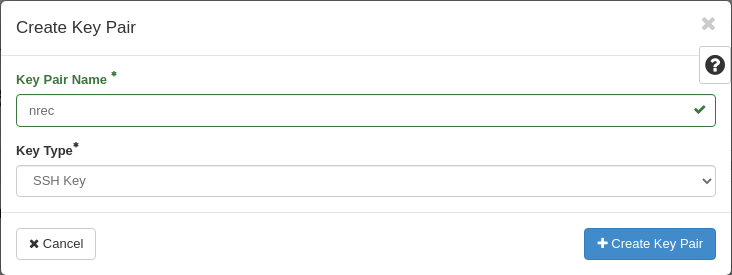 Create Key Pair
Key Pair Name *
nrec
Key Type*
SSH Key
Cancel
Create Key Pair